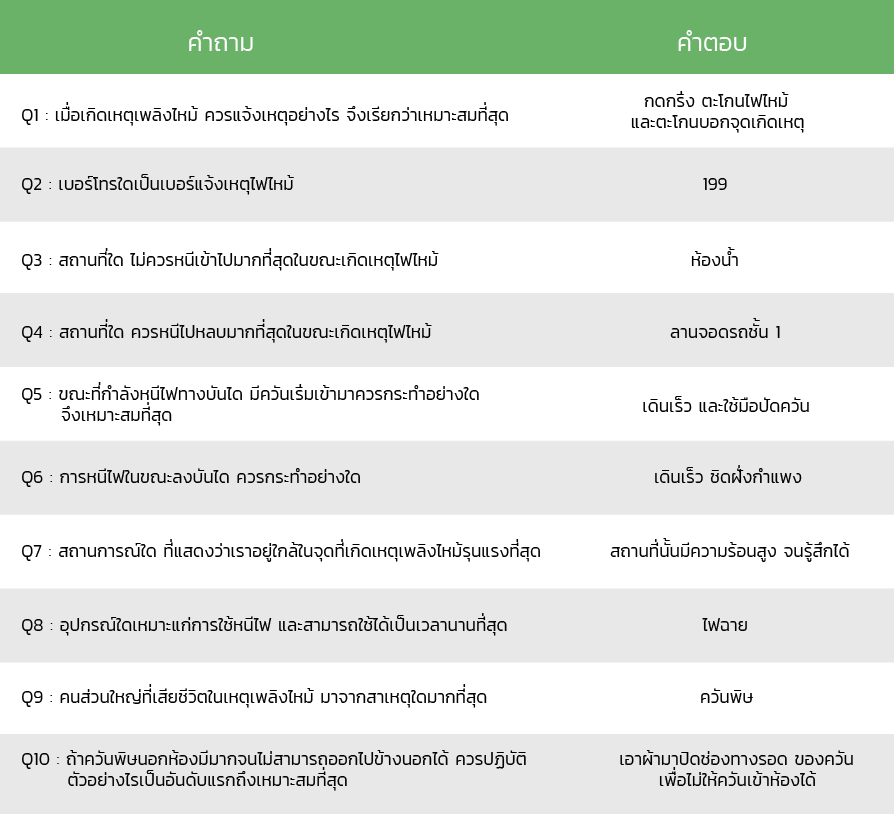 คำถาม คำตอบ
Q1 : เมื่อเกิดเหตุเพลิงไหม้ ควรแจ้งเหตุอย่างไร จึงเรียกว่าเหมาะสมที่สุด
กดกริ่ง ตะโกนไฟไหม้
และตะโกนบอกจุดเกิดเหตุ
Q2 : เบอร์โทรใดเป็นเบอร์แจ้งเหตุไฟไหม้ 199
Q3 : สถานที่ใด ไม่ควรหนีเข้าไปมากที่สุดในขณะเกิดเหตุไฟไหม้ ห้องน้ำ
Q4 : สถานที่ใด ควรหนีไปหลบมากที่สุดในขณะเกิดเหตุไฟไหม้ ลานจอดรถชั้น 1
Q5 : ขณะที่กำลังหนีไฟทางบันได มีควันเริ่มเข้ามาควรกระทำอย่างใด
จึงเหมาะสมที่สุด
เดินเร็ว และใช้มือปัดควัน
Q6 : การหนีไฟในขณะลงบันได ควรกระทำอย่างใด เดินเร็ว ชิดฝั่งกำแพง
Q7 : สถานการณ์ใด ที่แสดงว่าเราอยู่ใกล้ในจุดที่เกิดเหตุเพลิงไหม้รุนแรงที่สุด สถานที่นั้นมีความร้อนสูง จนรู้สึกได้
Q8 : อุปกรณ์ใดเหมาะแก่การใช้หนีไฟ และสามารถใช้ได้เป็นเวลานานที่สุด ไฟฉาย
Q9 : คนส่วนใหญ่ที่เสียชีวิตในเหตุเพลิงไหม้ มาจากสาเหตุใดมากที่สุด ควันพิษ
Q10 : ถ้าควันพิษนอกห้องมีมากจนไม่สามารถออกไปข้างนอกได้ ควรปฏิบัติ
ตัวอย่างไรเป็นอันดับแรกถึงเหมาะสมที่สุด
เอาผ้ามาปิดช่องทางรอด ของควัน
เพื่อไม่ให้ควันเข้าห้องได้